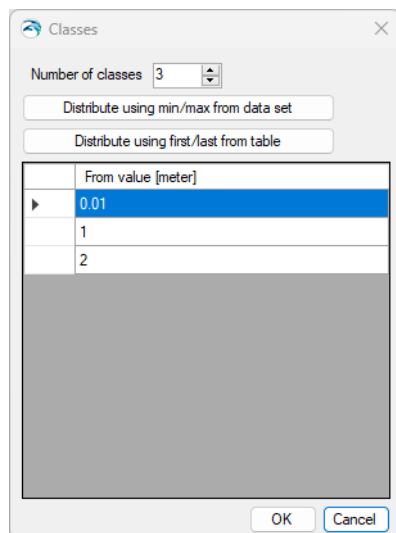 Classes
Number of classes 3
Distribute using min/max from data set
Distribute using first/last from table
From value [meter]
0.01
1
2
OK Cancel